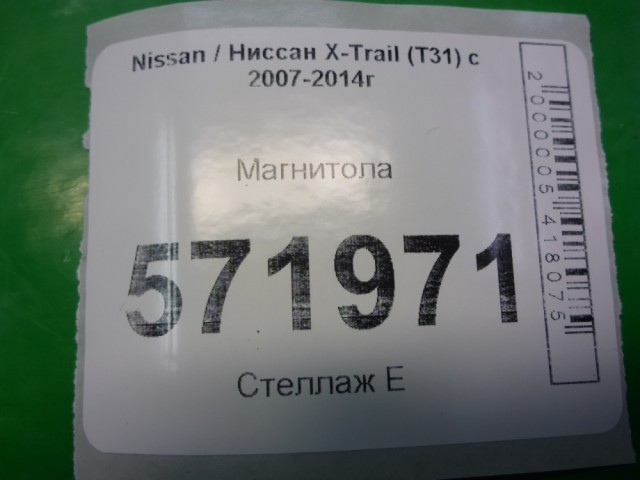 Nissan / Ниссан X-Trail (T31) с
2007-2014г
Магнитола
571971
Стеллаж Е
2000005418075